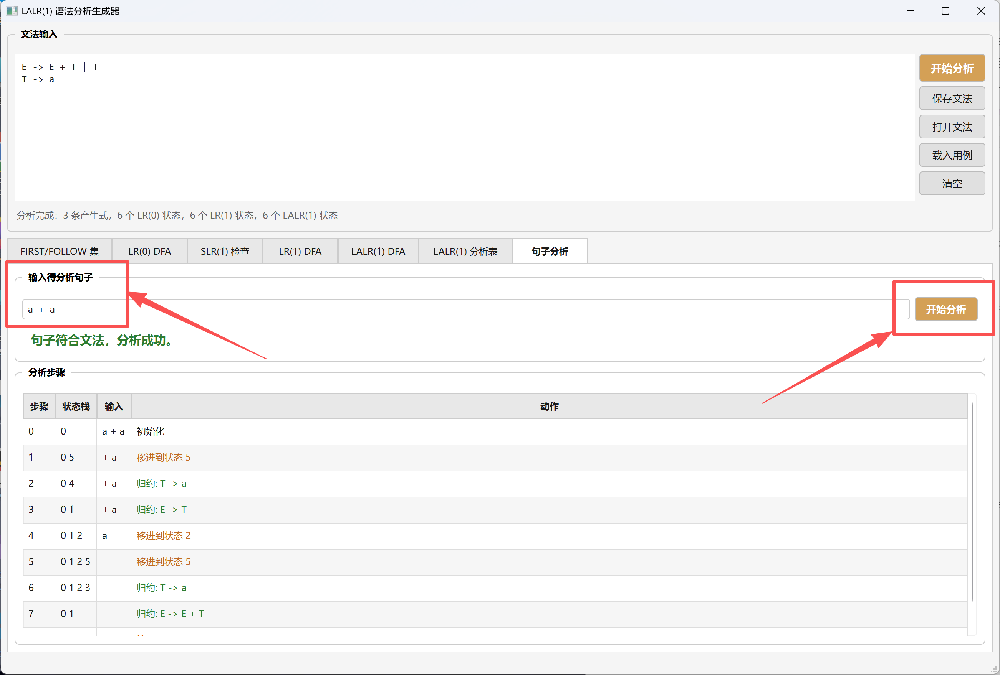 LALR(1) 语法分析生成器
文法输入
E -> E + T | T
T -> a
开始分析
保存文法
打开文法
载入用例
清空
分析完成：3 条产生式，6 个 LR(0) 状态，6 个 LR(1) 状态，6 个 LALR(1) 状态
FIRST/FOLLOW 集 LR(0) DFA SLR(1) 检查 LR(1) DFA LALR(1) DFA LALR(1) 分析表 句子分析
输入待分析句子
a + a 开始分析
句子符合文法，分析成功。
分析步骤
步骤 状态栈 输入 动作
0 0 a + a 初始化
1 0 5 + a 移进到状态 5
2 0 4 + a 归约: T -> a
3 0 1 + a 归约: E -> T
4 0 1 2 a 移进到状态 2
5 0 1 2 5 移进到状态 5
6 0 1 2 3 归约: T -> a
7 0 1 归约: E -> E + T